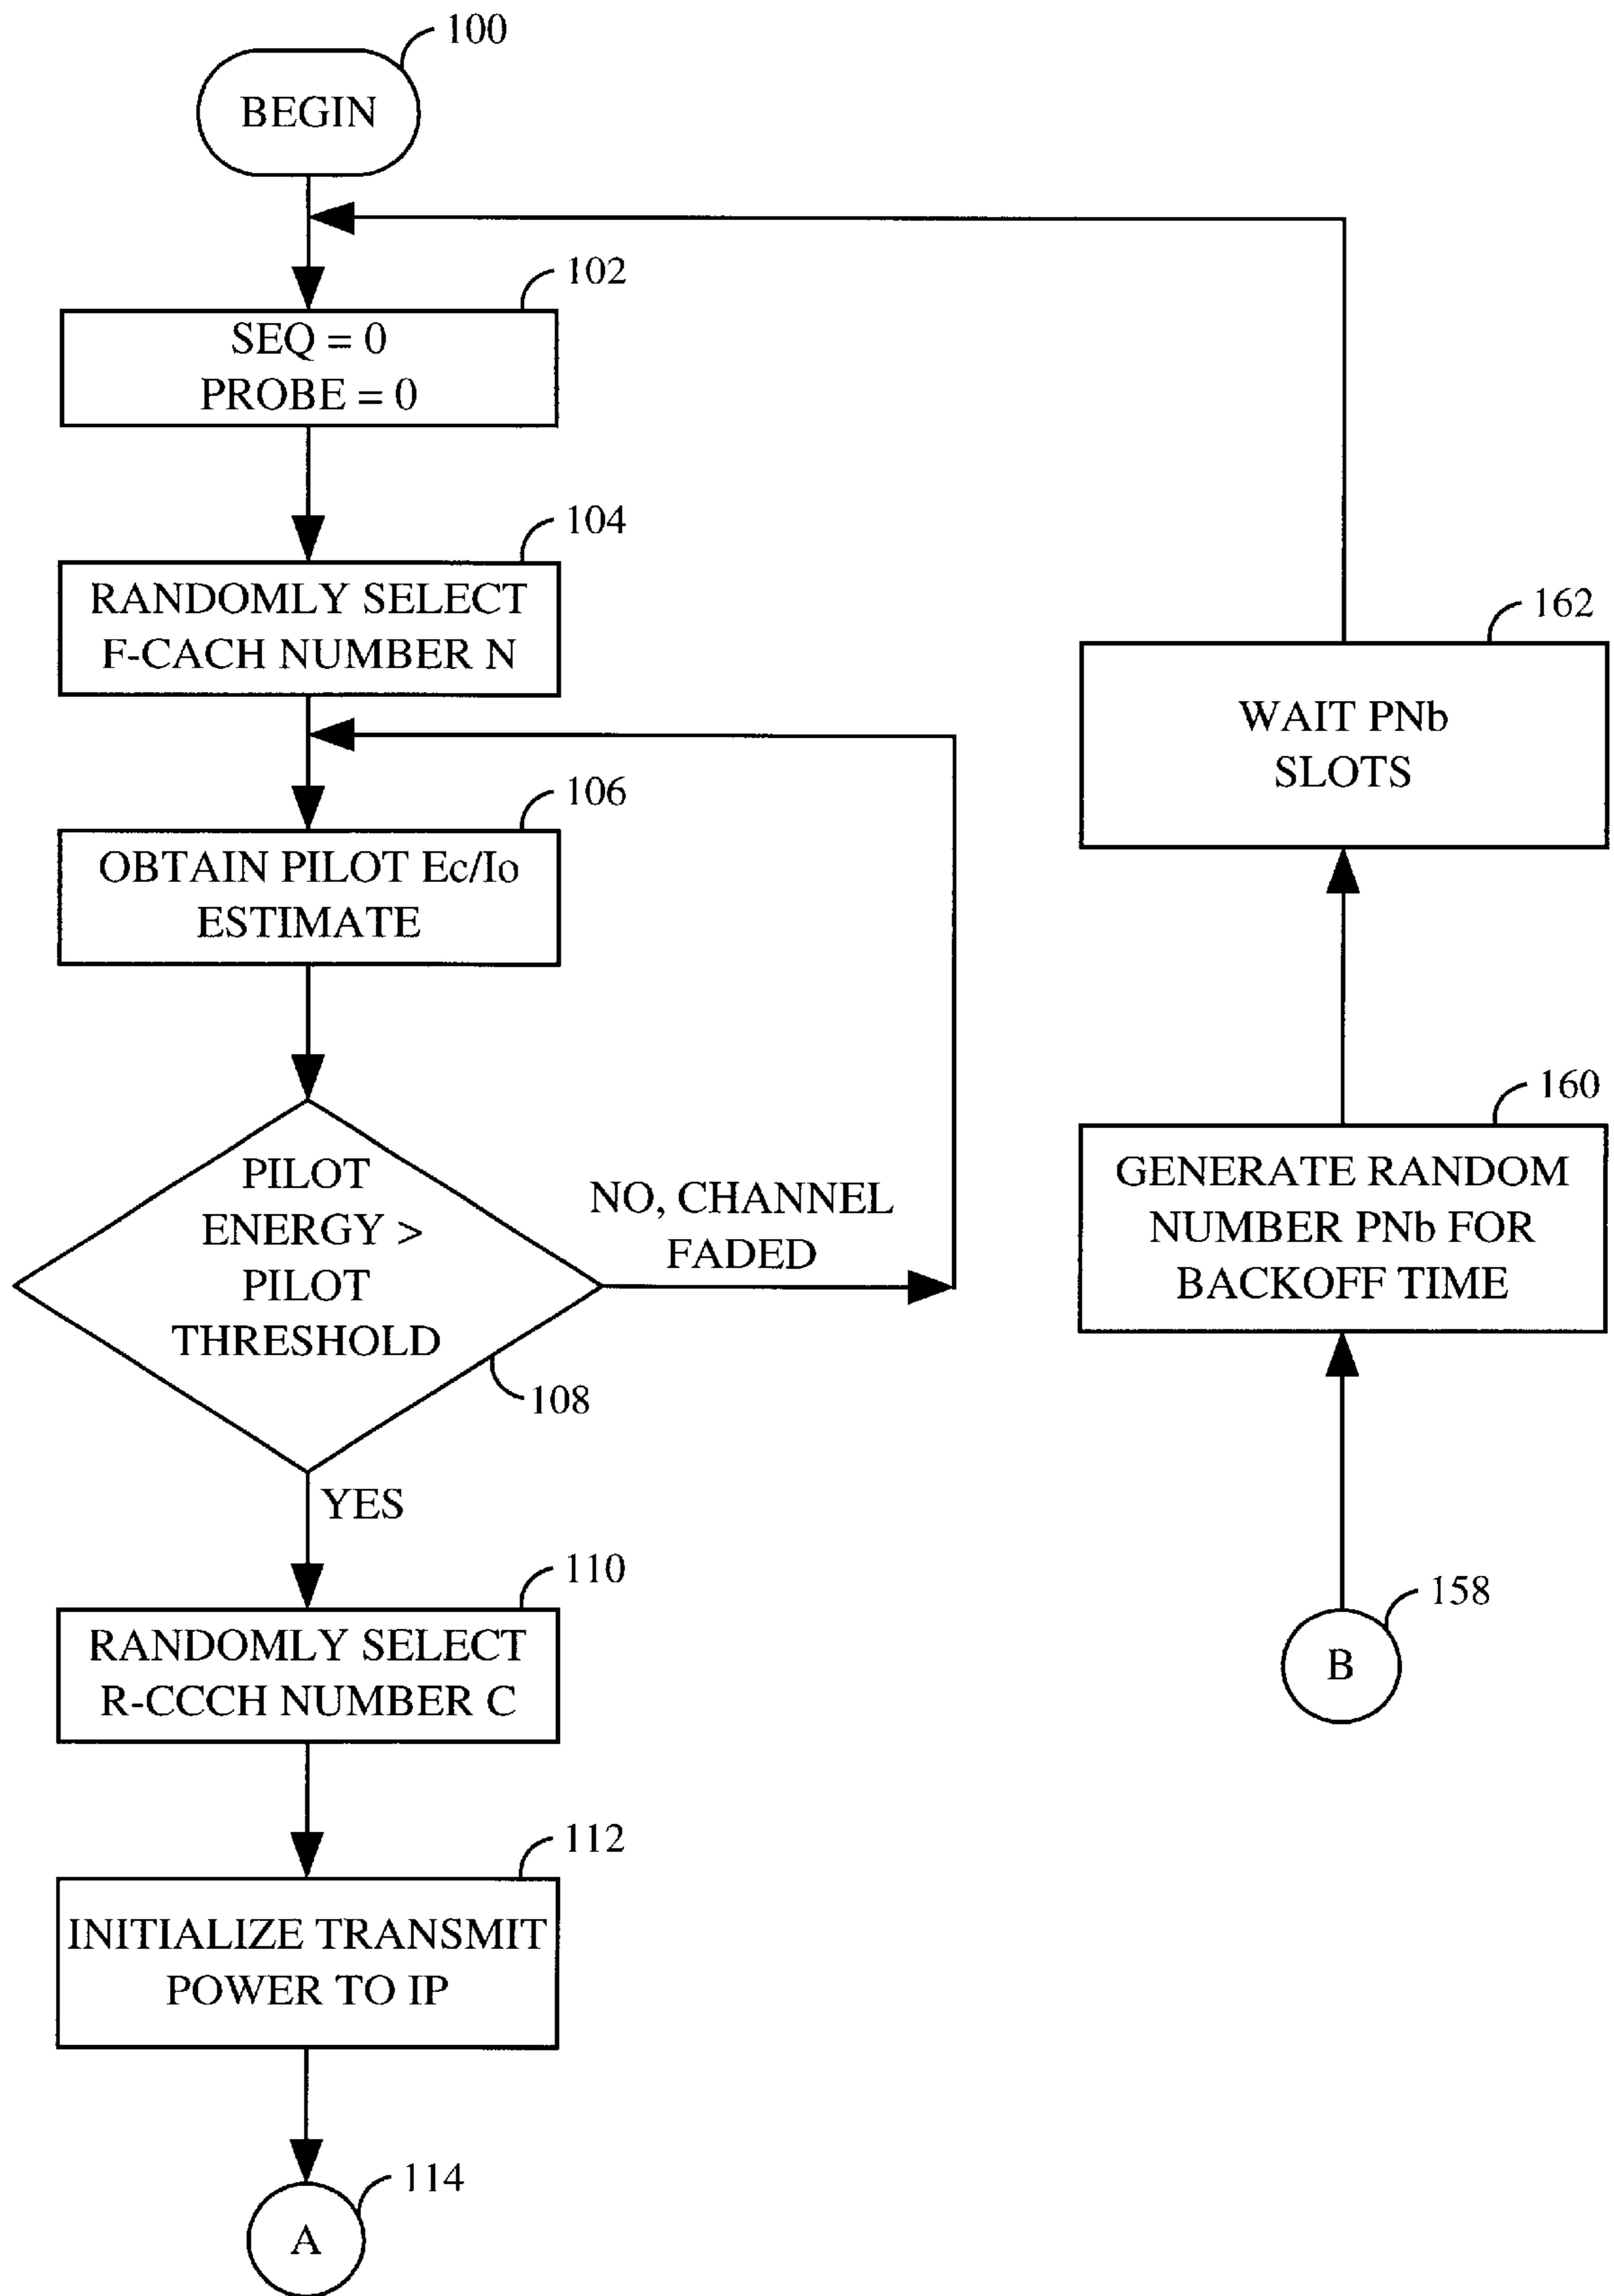 100
BEGIN
102
SEQ = 0
PROBE = 0
104
RANDOMLY SELECT
F-CACH NUMBER N
106
OBTAIN PILOT Ec/Io
ESTIMATE
PILOT
ENERGY >
PILOT
THRESHOLD
108
NO, CHANNEL
FADED
YES
110
RANDOMLY SELECT
R-CCCH NUMBER C
112
INITIALIZE TRANSMIT
POWER TO IP
114
A
162
WAIT PNb
SLOTS
160
GENERATE RANDOM
NUMBER PNb FOR
BACKOFF TIME
158
B